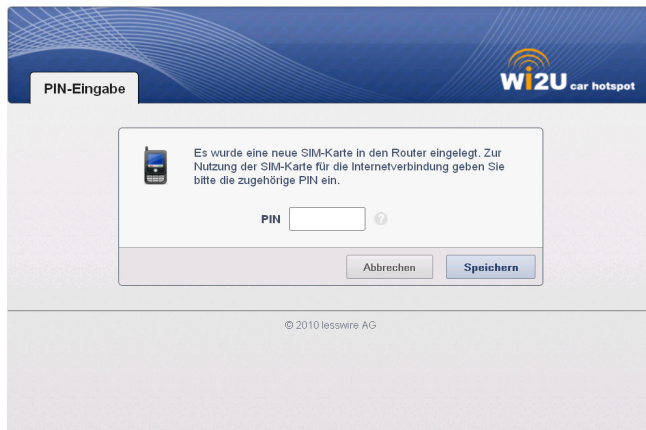 PIN-Eingabe
Wi2U car hotspot
Es wurde eine neue SIM-Karte in den Router eingelegt. Zur
Nutzung der SIM-Karte für die Internetverbindung geben Sie
bitte die zugehörige PIN ein.
PIN ?
Abbrechen Speichern
© 2010 lesswire AG